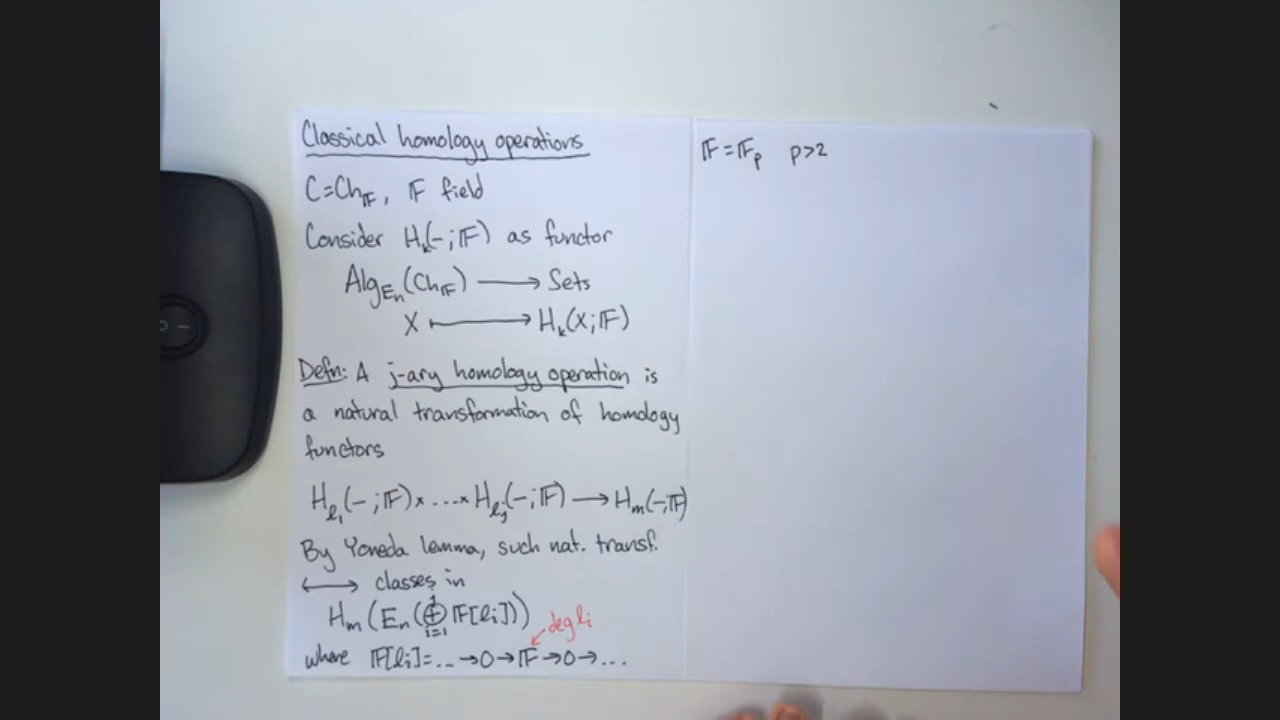 Classical homology operations
C=Ch_𝔽, 𝔽 field
Consider H_k(-;𝔽) as functor
Alg_{E_n}(Ch_𝔽) ⟶ Sets
X ⟼ H_k(X;𝔽)
Defn: A j-ary homology operation is
a natural transformation of homology
functors
H_{l_1}(-;𝔽)×...×H_{l_j}(-;𝔽) ⟶ H_m(-;𝔽)
By Yoneda lemma, such nat. transf.
⟷ classes in
H_m(E_n(⊕_{i=1}^{j} 𝔽[l_i]))
deg l_i
where 𝔽[l_i]=... →0→𝔽→0→...
𝔽=𝔽_p p>2